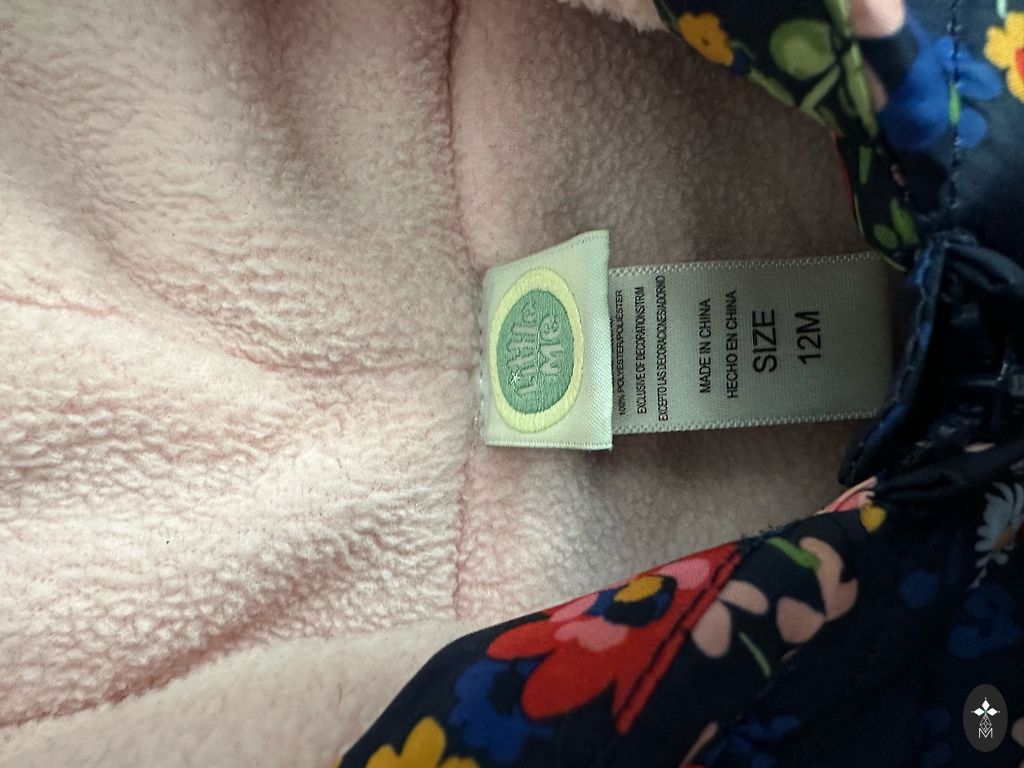 Little
Me
100% POLYESTER/POLIÉSTER
EXCLUSIVE OF DECORATIONS/TRIM
EXCEPTO LAS DECORACIONES/ADORNO
MADE IN CHINA
HECHO EN CHINA
SIZE
12M